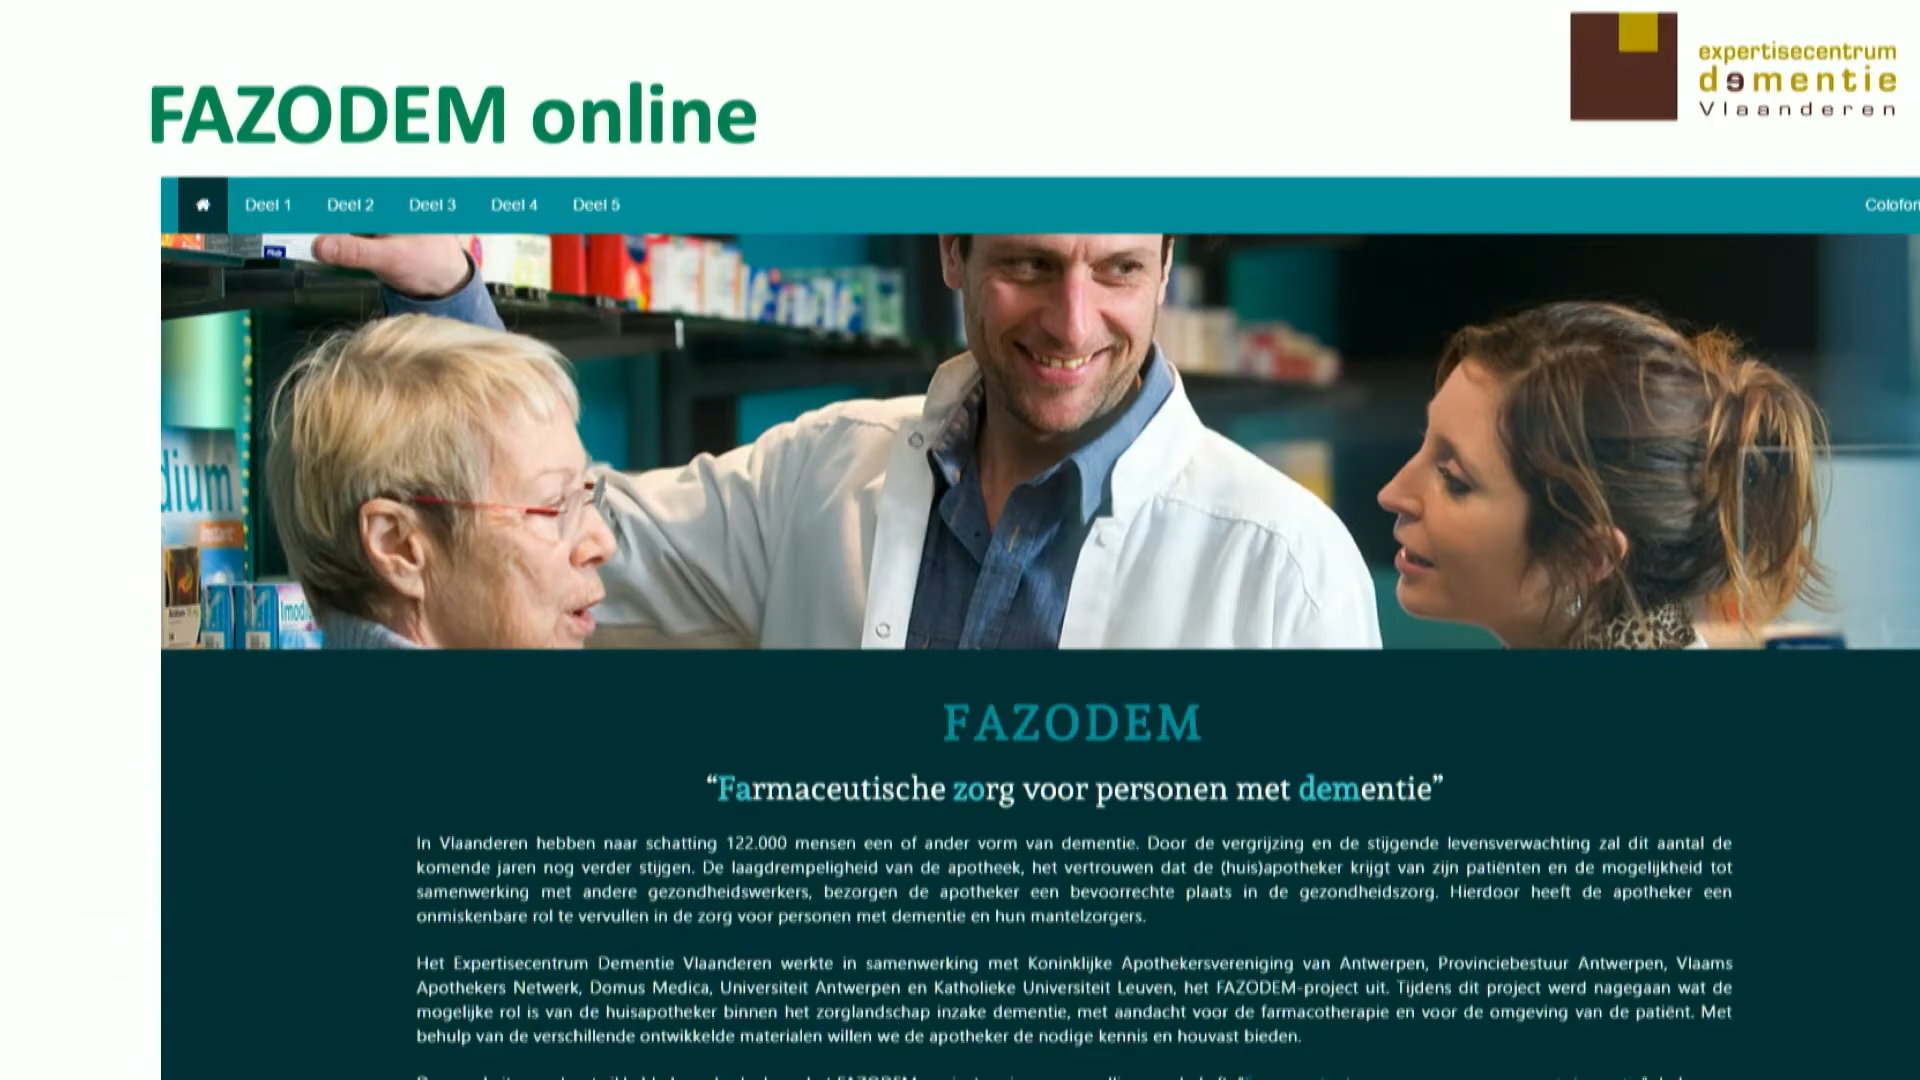 expertisecentrum
dementie
Vlaanderen
FAZODEM online
Deel 1 Deel 2 Deel 3 Deel 4 Deel 5 Colofon
dium
Instant
Imod
FAZODEM
“Farmaceutische zorg voor personen met dementie”
In Vlaanderen hebben naar schatting 122.000 mensen een of ander vorm van dementie. Door de vergrijzing en de stijgende levensverwachting zal dit aantal de
komende jaren nog verder stijgen. De laagdrempeligheid van de apotheek, het vertrouwen dat de (huis)apotheker krijgt van zijn patiënten en de mogelijkheid tot
samenwerking met andere gezondheidswerkers, bezorgen de apotheker een bevoorrechte plaats in de gezondheidszorg. Hierdoor heeft de apotheker een
onmiskenbare rol te vervullen in de zorg voor personen met dementie en hun mantelzorgers.
Het Expertisecentrum Dementie Vlaanderen werkte in samenwerking met Koninklijke Apothekersvereniging van Antwerpen, Provinciebestuur Antwerpen, Vlaams
Apothekers Netwerk, Domus Medica, Universiteit Antwerpen en Katholieke Universiteit Leuven, het FAZODEM-project uit. Tijdens dit project werd nagegaan wat de
mogelijke rol is van de huisapotheker binnen het zorglandschap inzake dementie, met aandacht voor de farmacotherapie en voor de omgeving van de patiënt. Met
behulp van de verschillende ontwikkelde materialen willen we de apotheker de nodige kennis en houvast bieden.